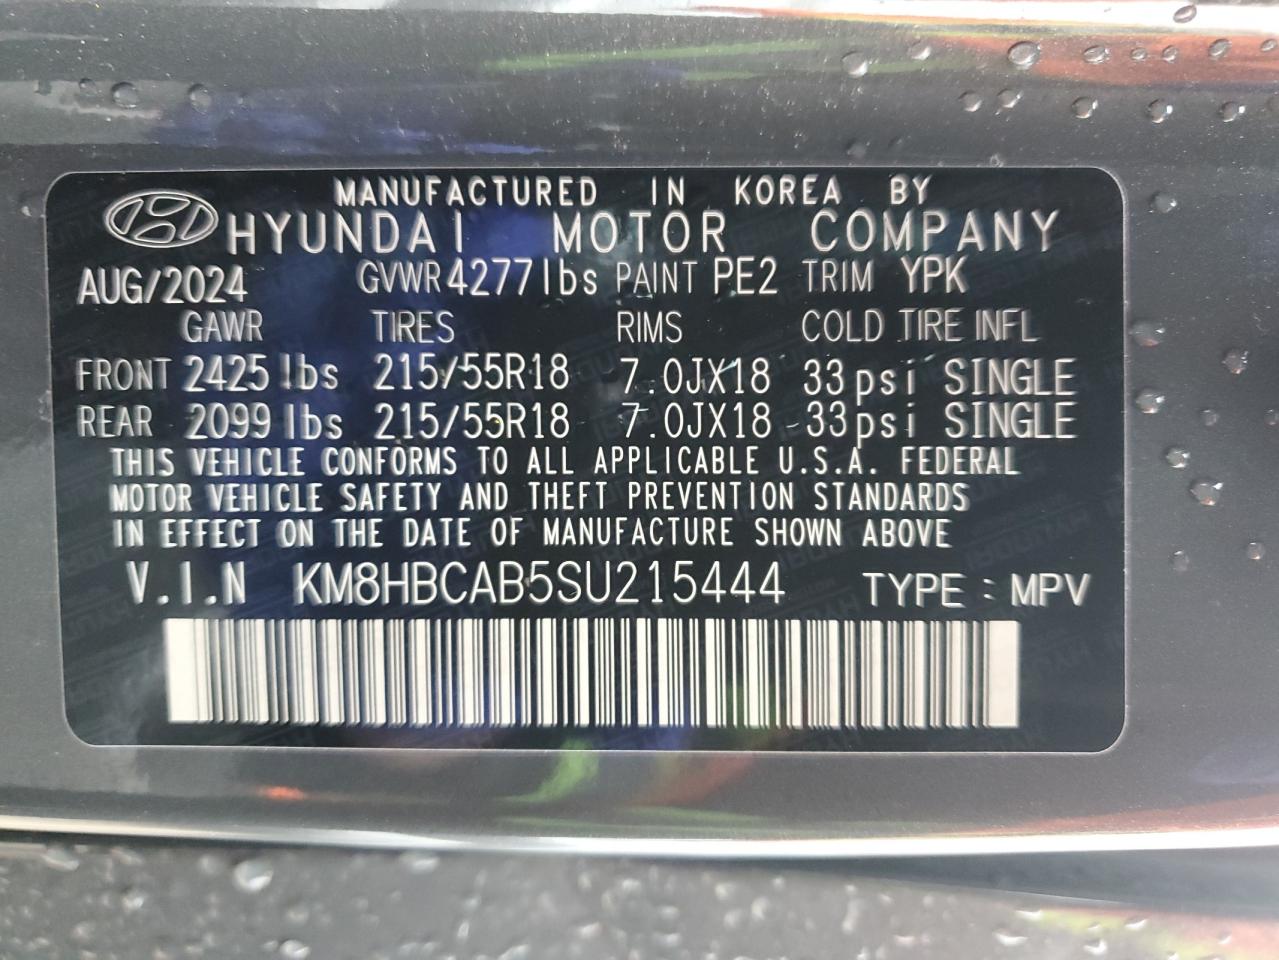 MANUFACTURED IN KOREA BY
HYUNDAI MOTOR COMPANY
AUG/2024 GVWR 4277lbs PAINT PE2 TRIM YPK
GAWR TIRES RIMS COLD TIRE INFL
FRONT 2425 lbs 215/55R18 7.0JX18 33psi SINGLE
REAR 2099 lbs 215/55R18 7.0JX18 33psi SINGLE
THIS VEHICLE CONFORMS TO ALL APPLICABLE U.S.A. FEDERAL
MOTOR VEHICLE SAFETY AND THEFT PREVENTION STANDARDS
IN EFFECT ON THE DATE OF MANUFACTURE SHOWN ABOVE
V.I.N KM8HBCAB5SU215444 TYPE : MPV